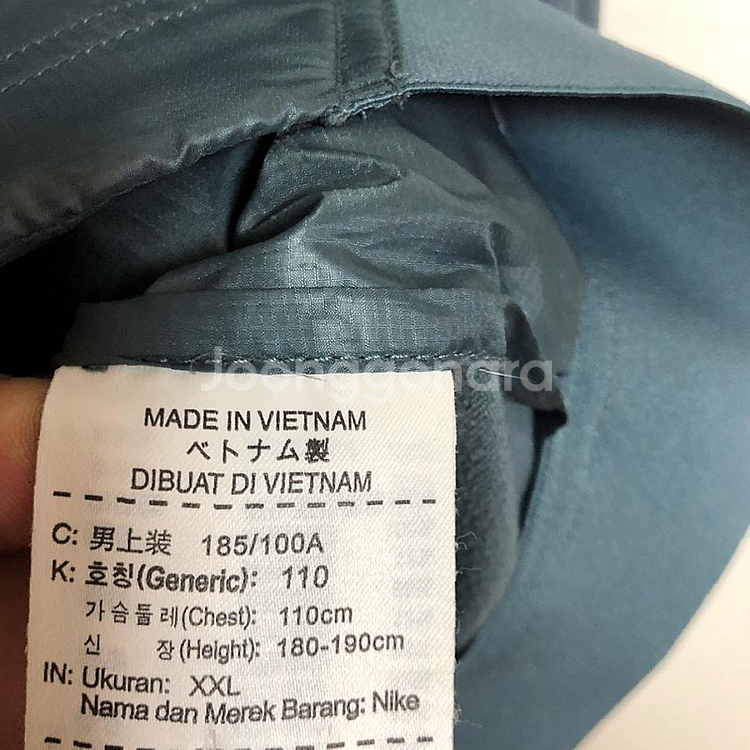 Joonggonara
MADE IN VIETNAM
ベトナム製
DIBUAT DI VIETNAM
C: 男上装 185/100A
K: 호칭(Generic): 110
가슴둘레(Chest): 110cm
신 장(Height): 180-190cm
IN: Ukuran: XXL
Nama dan Merek Barang: Nike